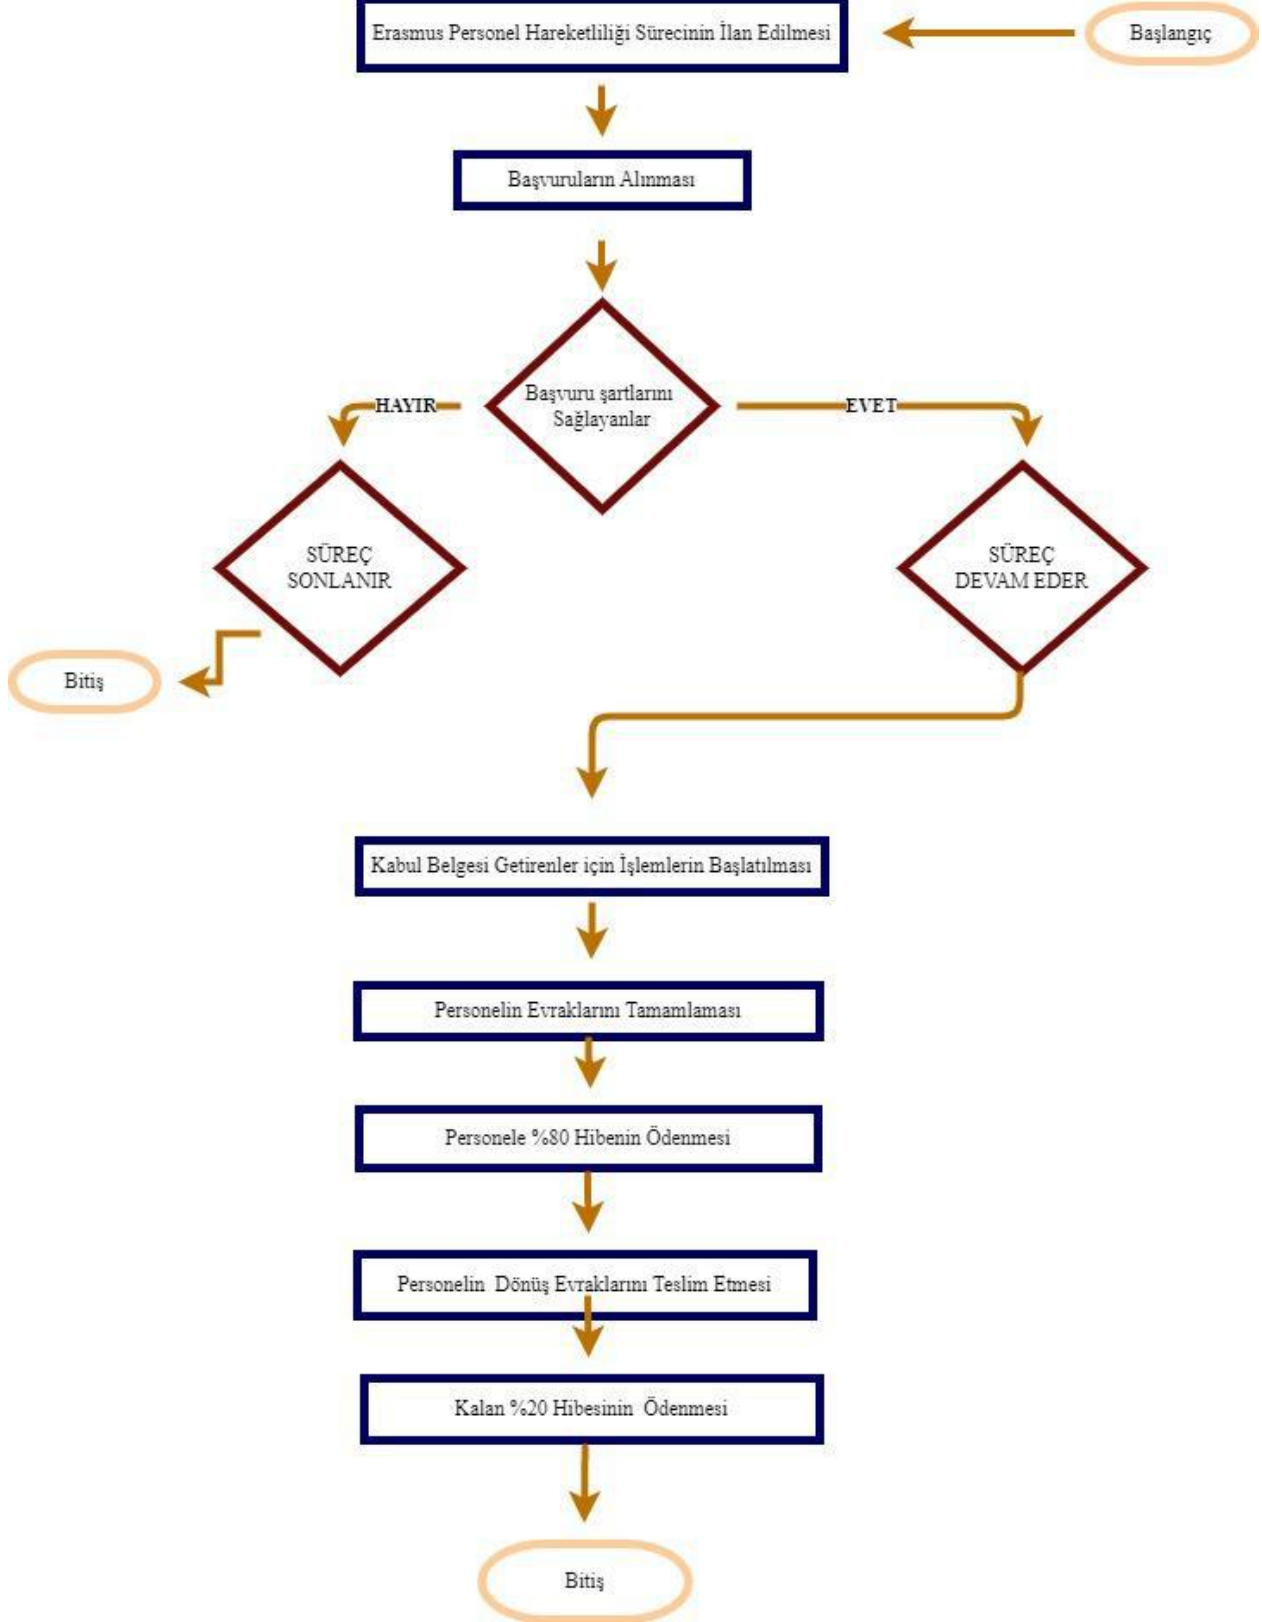 Erasmus Personel Hareketliliği Sürecinin İlan Edilmesi
Başlangıç
Başvuruların Alınması
Başvuru şartlarını
Sağlayanlar
HAYIR
EVET
SÜREÇ
SONLANIR
SÜREÇ
DEVAM EDER
Bitiş
Kabul Belgesi Getirenler için İşlemlerin Başlatılması
Personelin Evraklarını Tamamlaması
Personele %80 Hibenin Ödenmesi
Personelin Dönüş Evraklarını Teslim Etmesi
Kalan %20 Hibesinin Ödenmesi
Bitiş